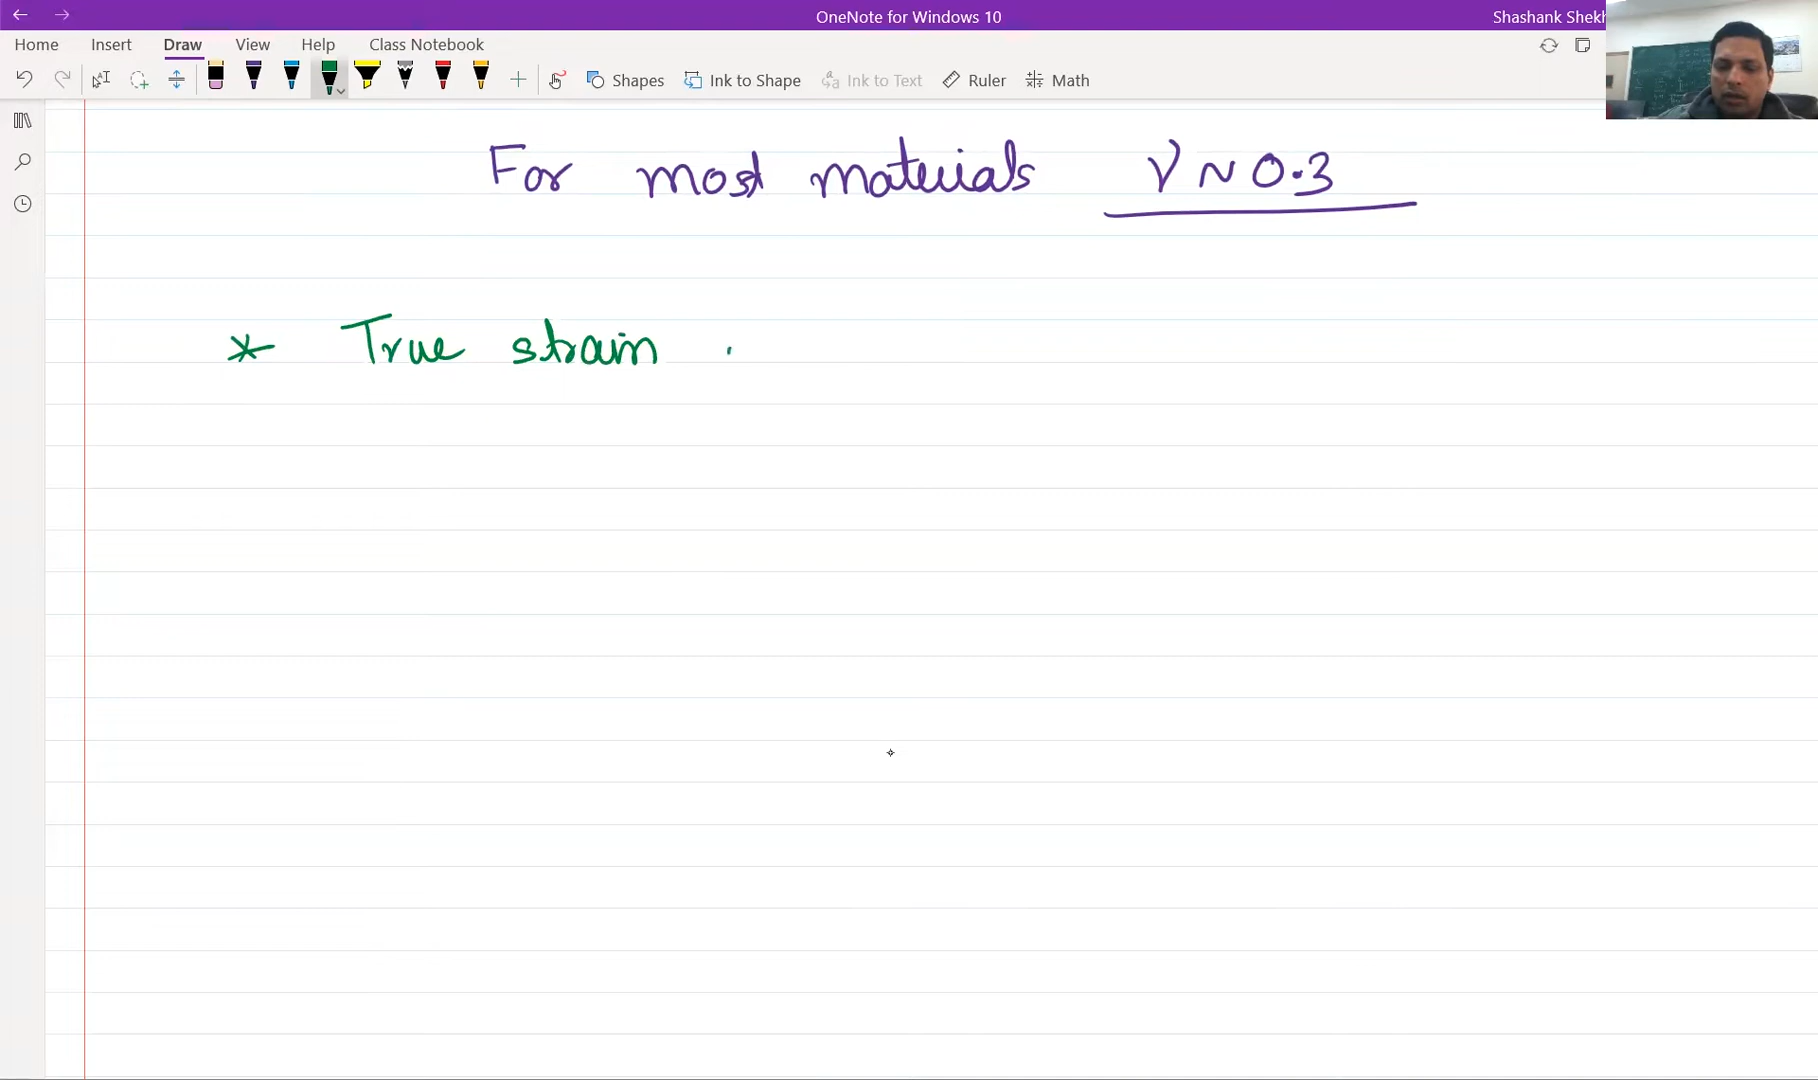 OneNote for Windows 10
Shashank Shekh
Home Insert Draw View Help Class Notebook
Shapes Ink to Shape Ink to Text Ruler Math
For most materials ν ~ 0.3
* True strain .